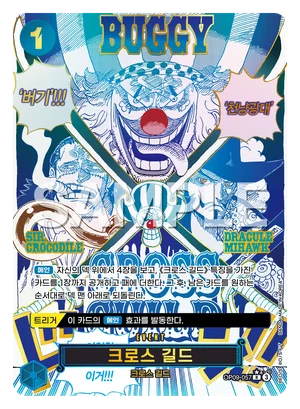 1
BUGGY
'버기'!!!
'천냥광대'
SAMPLE
SIR
CROCODILE
DRACULE
MIHAWK
CROSS
GUILD
메인 자신의 덱 위에서 4장을 보고, 《크로스 길드》 특징을 가진
카드를 1장까지 공개하고 패에 더한다. 그 후, 남은 카드를 원하는
순서대로 덱 맨 아래로 되돌린다.
트리거 이 카드의 메인 효과를 발동한다.
EVENT
크로스 길드
크로스 길드
OP09-057 R 3
이거!!!